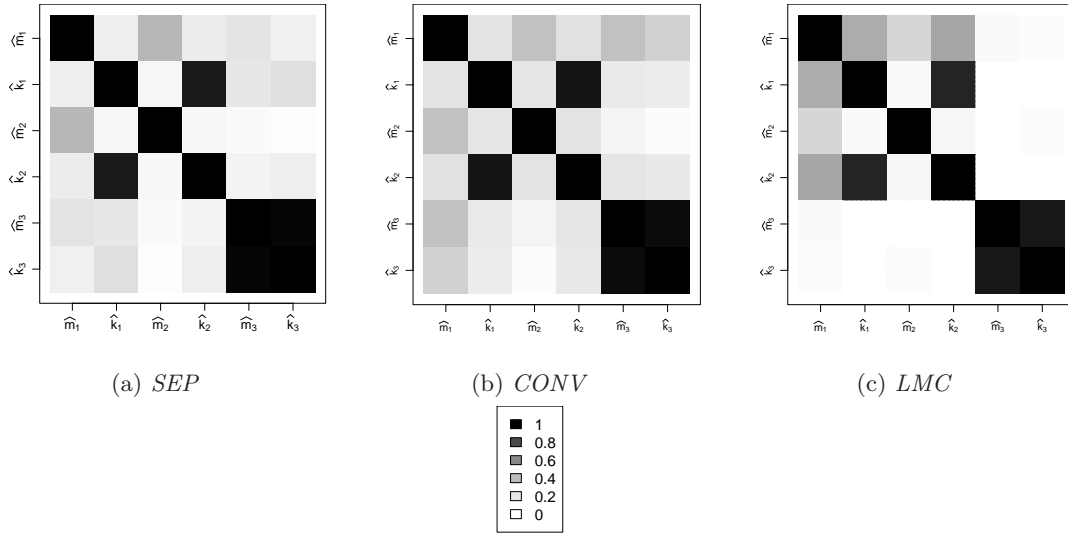 m̂1
k̂1
m̂2
k̂2
m̂3
k̂3
m̂1 k̂1 m̂2 k̂2 m̂3 k̂3
m̂1
k̂1
m̂2
k̂2
m̂3
k̂3
m̂1 k̂1 m̂2 k̂2 m̂3 k̂3
m̂1
k̂1
m̂2
k̂2
m̂3
k̂3
m̂1 k̂1 m̂2 k̂2 m̂3 k̂3
(a) SEP
(b) CONV
(c) LMC
1
0.8
0.6
0.4
0.2
0